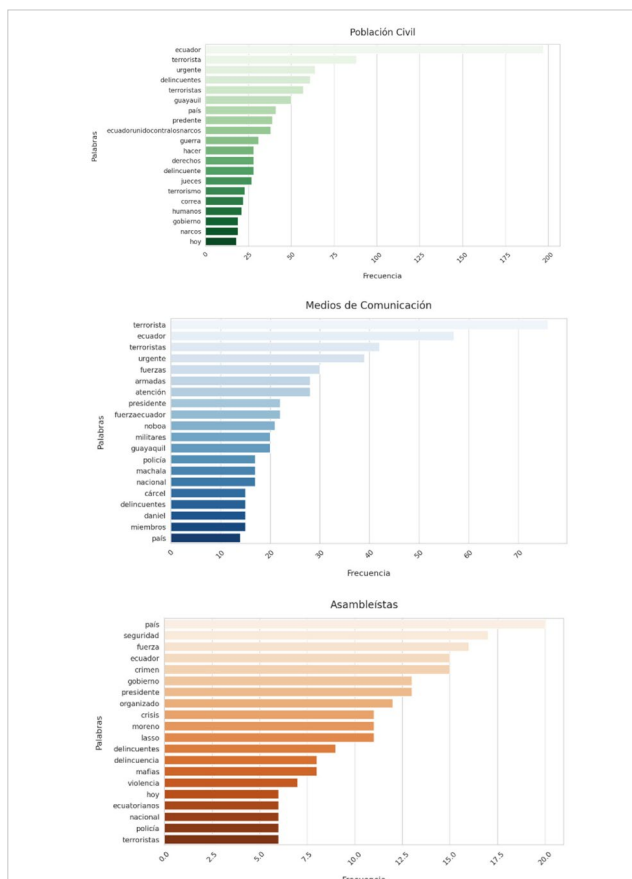 Población Civil
Palabras
ecuador
terrorista
urgente
delincuentes
terroristas
guayauil
país
predente
ecuadorunidocontralosnarcos
guerra
hacer
derechos
delincuente
jueces
terrorismo
correa
humanos
gobierno
narcos
hoy
0 25 50 75 100 125 150 175 200
Frecuencia
Medios de Comunicación
Palabras
terrorista
ecuador
terroristas
urgente
fuerzas
armadas
atención
presidente
fuerzaecuador
noboa
militares
guayaquil
policía
machala
nacional
cárcel
delincuentes
daniel
miembros
país
0 10 20 30 40 50 60 70
Frecuencia
Asambleístas
Palabras
país
seguridad
fuerza
ecuador
crimen
gobierno
presidente
organizado
crisis
moreno
lasso
delincuentes
delincuencia
mafias
violencia
hoy
ecuatorianos
nacional
policía
terroristas
0.0 2.5 5.0 7.5 10.0 12.5 15.0 17.5 20.0
Frecuencia